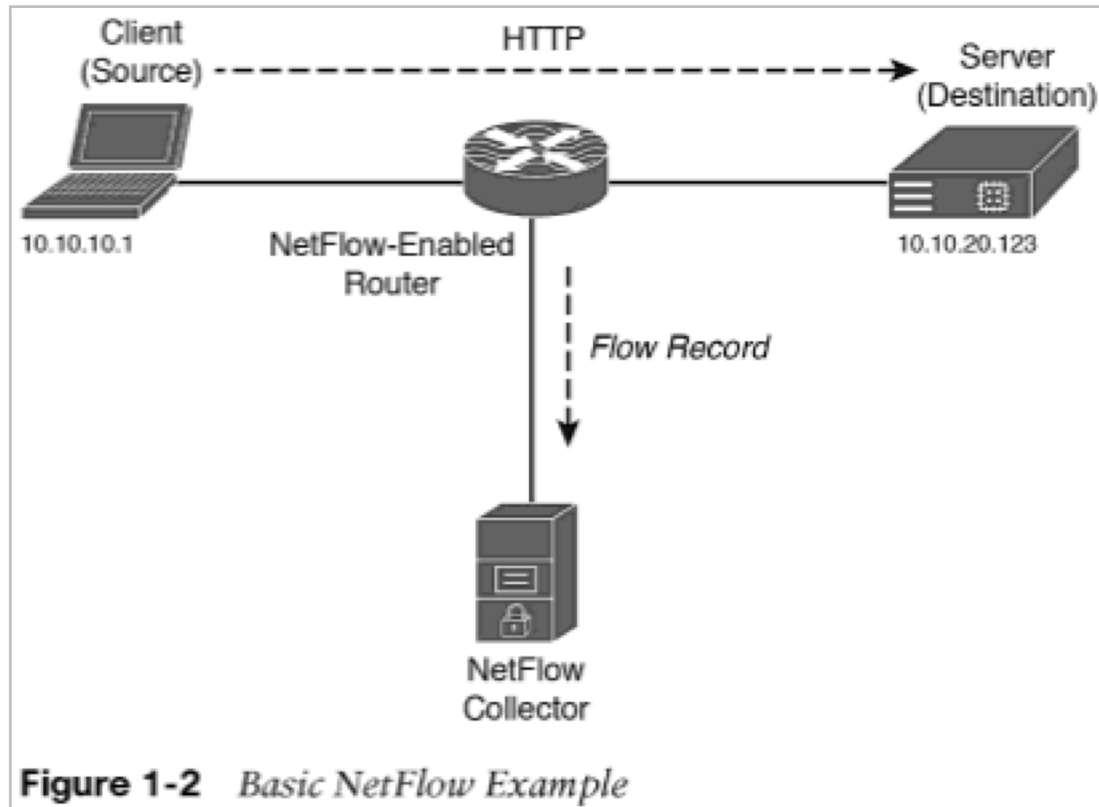 Client
(Source)
HTTP
Server
(Destination)
10.10.10.1
NetFlow-Enabled
Router
10.10.20.123
Flow Record
NetFlow
Collector
Figure 1-2 Basic NetFlow Example